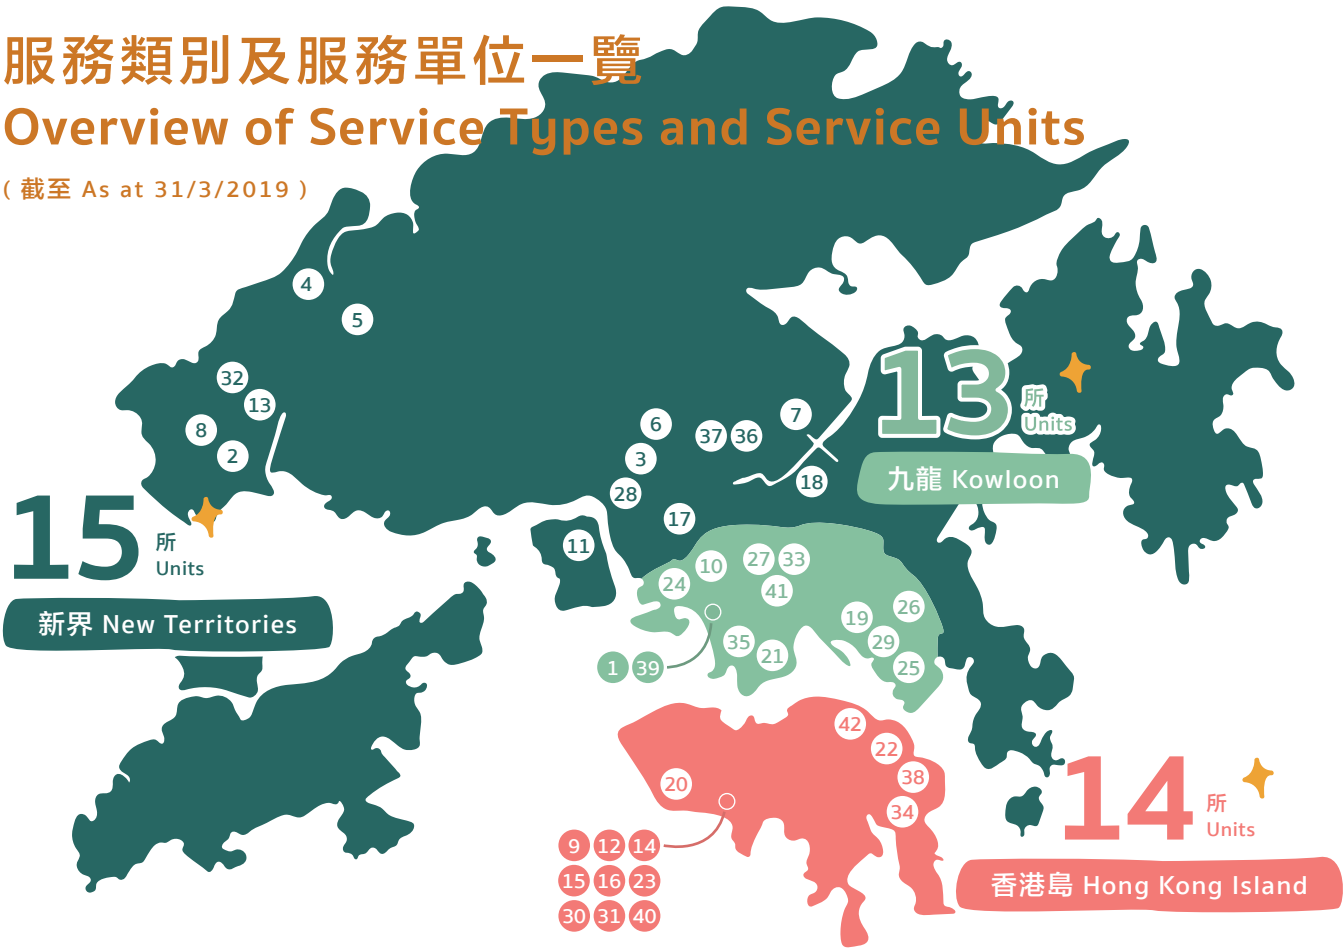 服務類別及服務單位一覽
Overview of Service Types and Service Units
( 截至 As at 31/3/2019 )
4
5
32
13
8
2
6
37 36
7
3
28
18
17
11
13 所 Units
九龍 Kowloon
15 所 Units
新界 New Territories
10
27 33
24
41
26
19
35
29
21
25
1 39
42
22
38
20
34
9 12 14
15 16 23
30 31 40
14 所 Units
香港島 Hong Kong Island